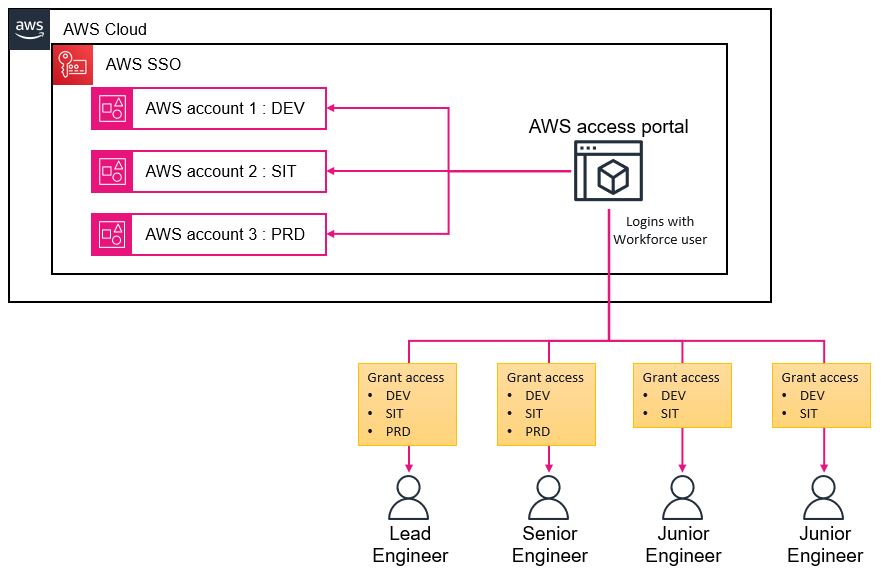 aws
AWS Cloud
AWS SSO
AWS account 1 : DEV
AWS account 2 : SIT
AWS account 3 : PRD
AWS access portal
Logins with
Workforce user
Grant access
• DEV
• SIT
• PRD
Grant access
• DEV
• SIT
• PRD
Grant access
• DEV
• SIT
Grant access
• DEV
• SIT
Lead
Engineer
Senior
Engineer
Junior
Engineer
Junior
Engineer